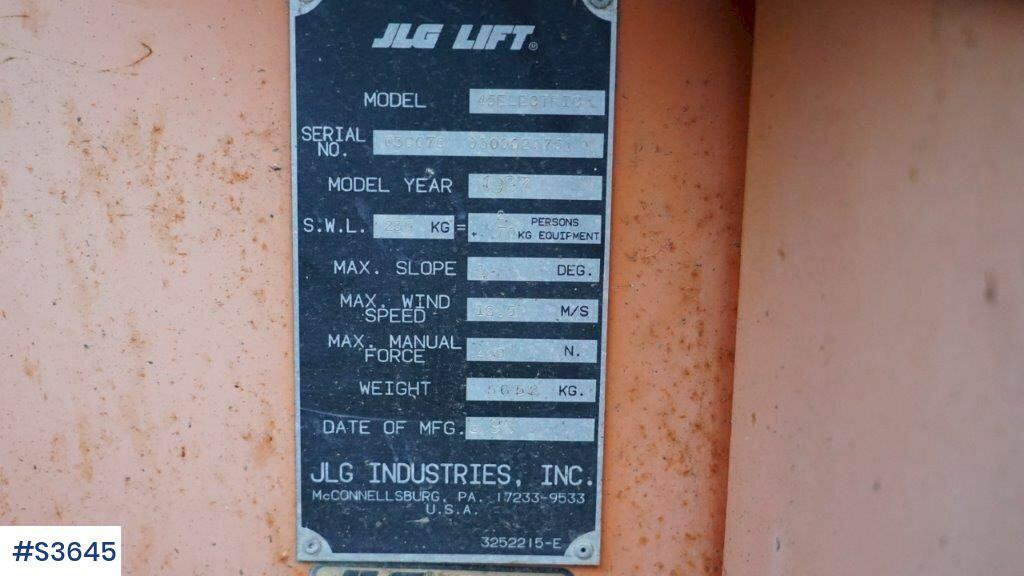 JLG LIFT®
MODEL 45ELECTRIC
SERIAL
NO.
MODEL YEAR
S.W.L. KG = PERSONS
+ KG EQUIPMENT
MAX. SLOPE DEG.
MAX. WIND
SPEED M/S
MAX. MANUAL
FORCE N.
WEIGHT KG.
DATE OF MFG.
JLG INDUSTRIES, INC.
McCONNELLSBURG, PA. 17233-9533
U.S.A.
3252215-E
#S3645